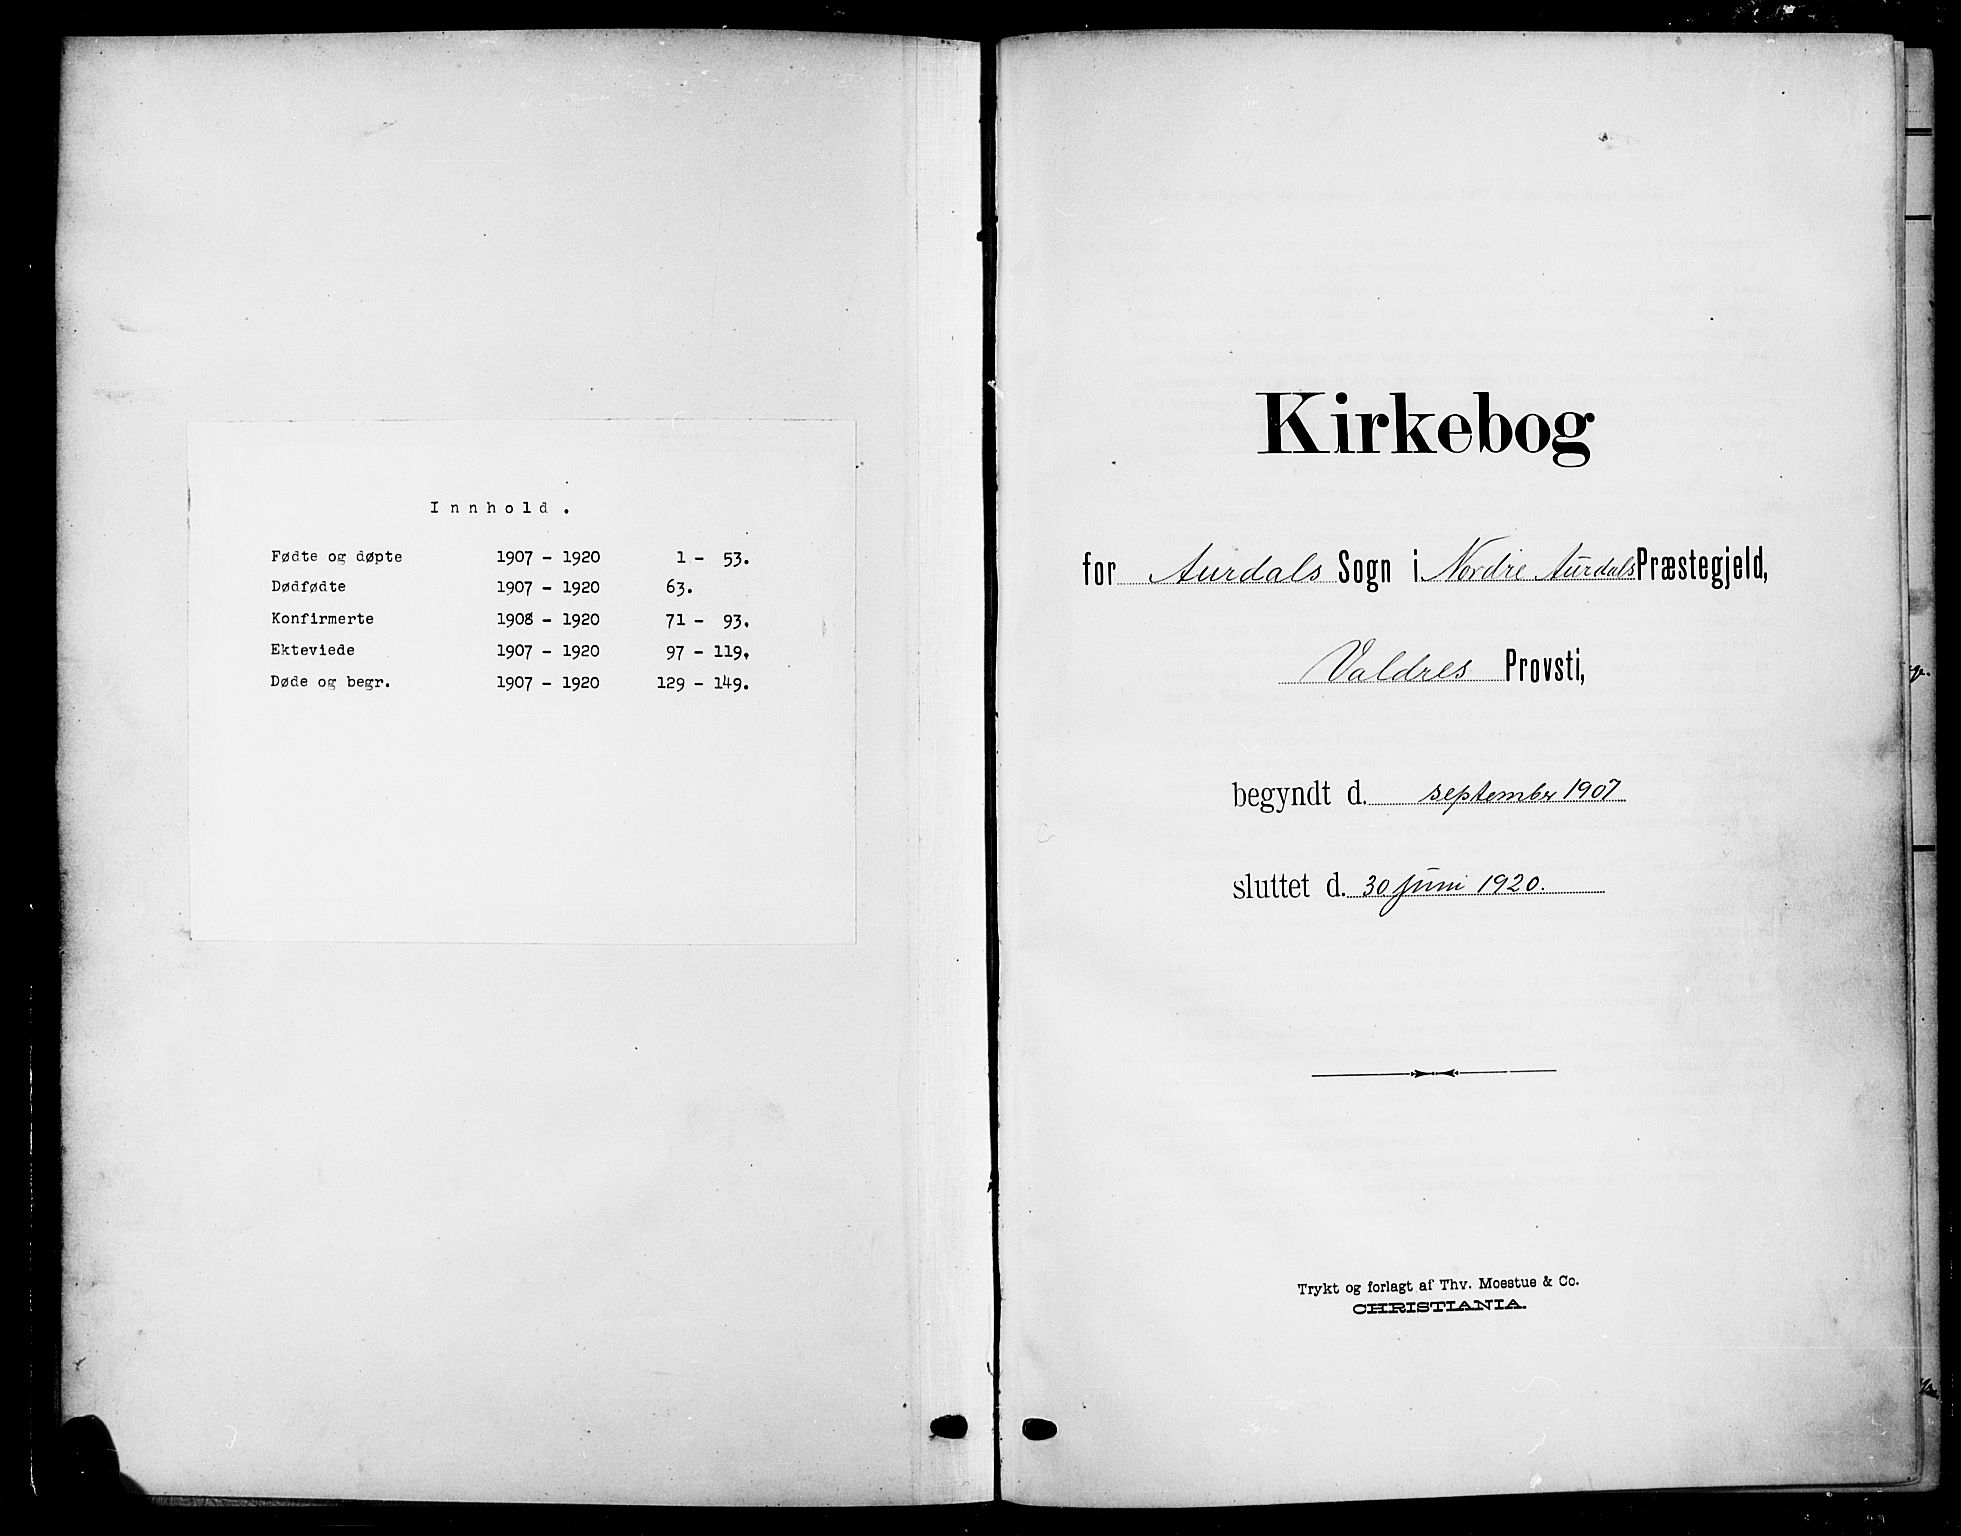 Innhold.
Fødte og døpte 1907 - 1920 1 - 53.
Dødfødte 1907 - 1920 63.
Konfirmerte 1908 - 1920 71 - 93.
Ekteviede 1907 - 1920 97 - 119.
Døde og begr. 1907 - 1920 129 - 149.
Kirkebog
for Aurdals Sogn i Nordre Aurdals Præstegjeld,
Valdres Provsti,
begyndt d. september 1907
sluttet d. 30 juni 1920.
Trykt og forlagt af Thv. Moestue & Co.
CHRISTIANIA.